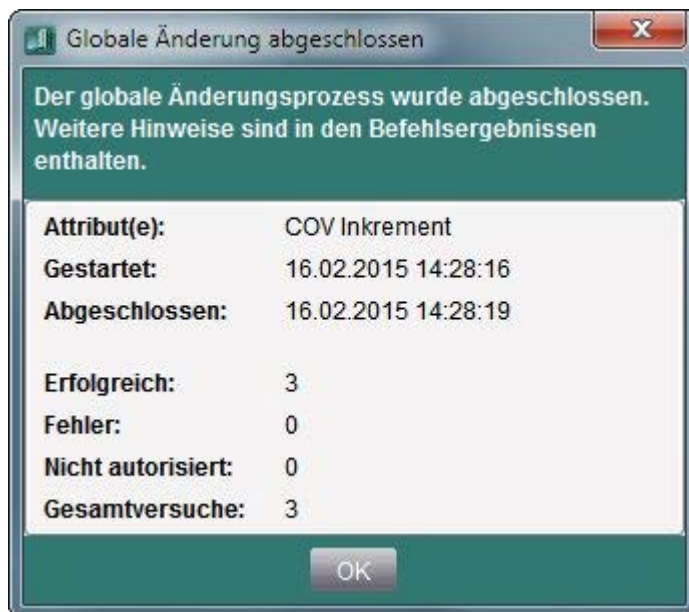 Globale Änderung abgeschlossen
Der globale Änderungsprozess wurde abgeschlossen.
Weitere Hinweise sind in den Befehlsergebnissen
enthalten.
Attribut(e): COV Inkrement
Gestartet: 16.02.2015 14:28:16
Abgeschlossen: 16.02.2015 14:28:19
Erfolgreich: 3
Fehler: 0
Nicht autorisiert: 0
Gesamtversuche: 3
OK